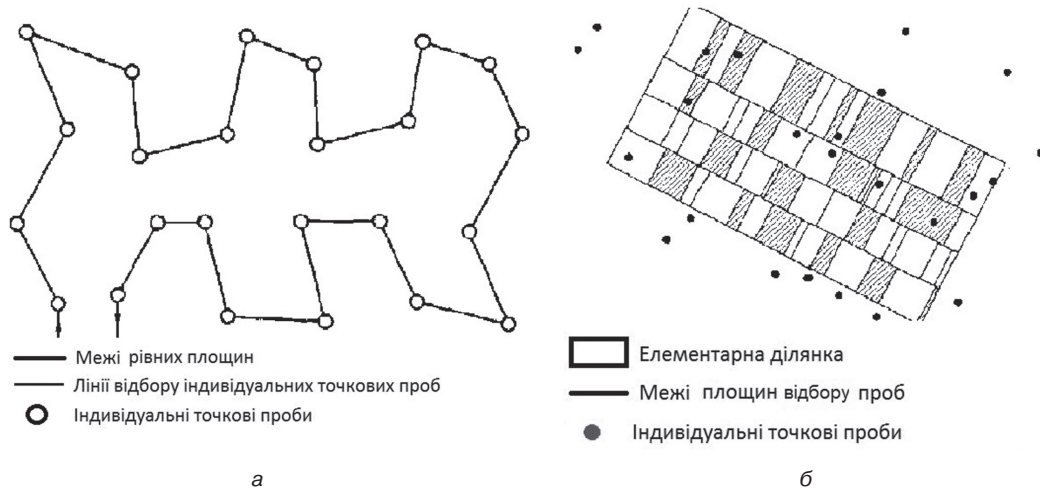 Межі рівних площин
Лінії відбору індивідуальних точкових проб
Індивідуальні точкові проби
а
Елементарна ділянка
Межі площин відбору проб
Індивідуальні точкові проби
б